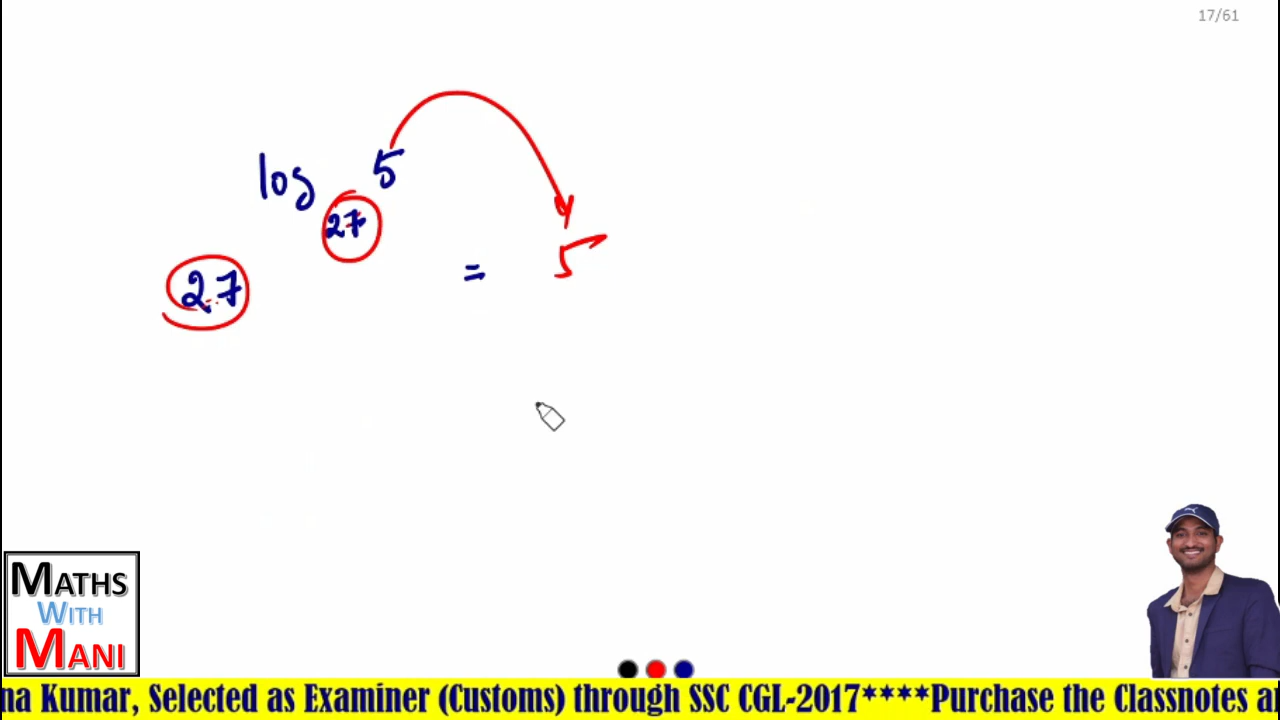 17/61
log 5
27
27 = 5
MATHS
WITH
MANI
na Kumar, Selected as Examiner (Customs) through SSC CGL-2017****Purchase the Classnotes a